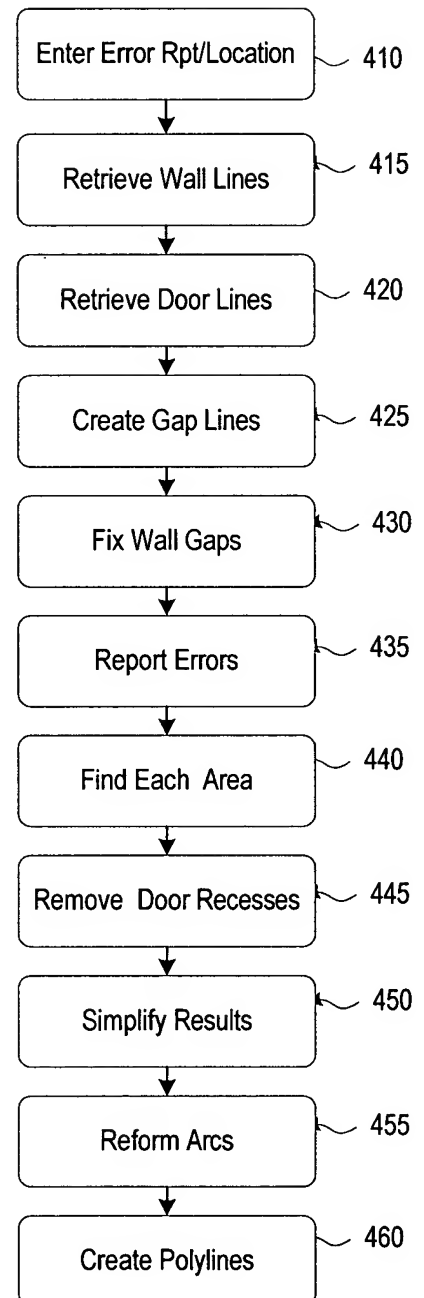 Enter Error Rpt/Location 410
Retrieve Wall Lines 415
Retrieve Door Lines 420
Create Gap Lines 425
Fix Wall Gaps 430
Report Errors 435
Find Each Area 440
Remove Door Recesses 445
Simplify Results 450
Reform Arcs 455
Create Polylines 460